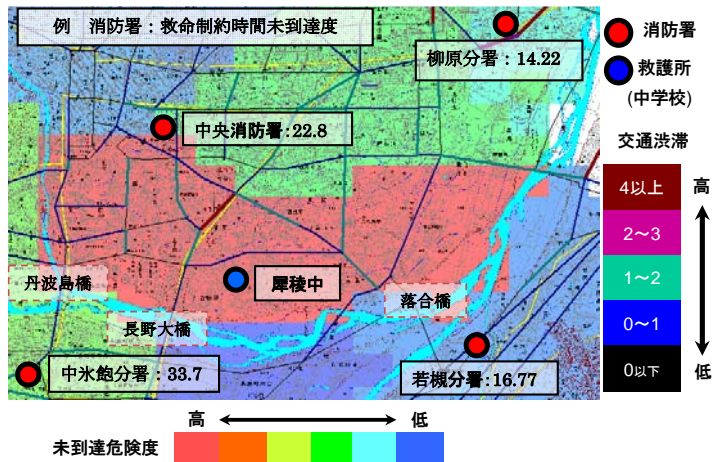 例　消防署：救命制約時間未到達度
消防署
柳原分署：14.22
救護所
(中学校)
中央消防署：22.8
交通渋滞
4以上
高
2～3
1～2
0～1
0以下
低
丹波島橋
犀稜中
落合橋
長野大橋
中氷鉋分署：33.7
若槻分署：16.77
高
低
未到達危険度